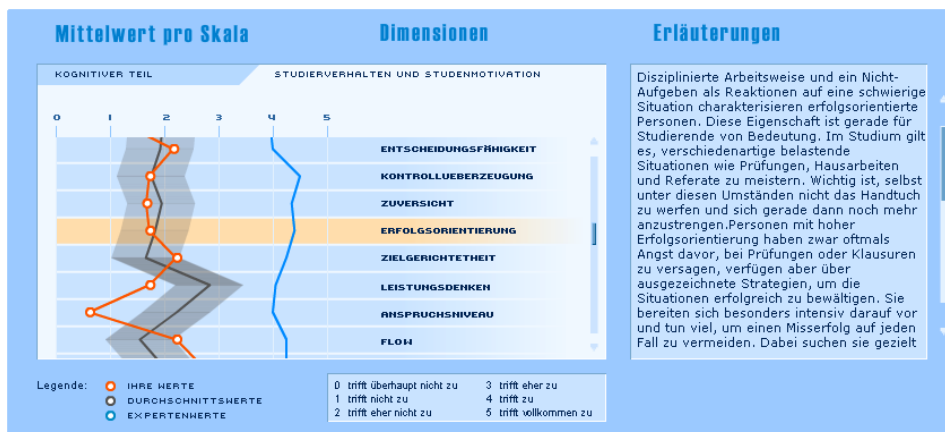 Mittelwert pro Skala
Dimensionen
Erläuterungen
KOGNITIVER TEIL
STUDIERVERHALTEN UND STUDENMOTIVATION
0 1 2 3 4 5
ENTSCHEIDUNGSFÄHIGKEIT
KONTROLLUEBERZEUGUNG
ZUVERSICHT
ERFOLGSORIENTIERUNG
ZIELGERICHTETHEIT
LEISTUNGSDENKEN
ANSPRUCHSNIVEAU
FLOW
Disziplinierte Arbeitsweise und ein Nicht-
Aufgeben als Reaktionen auf eine schwierige
Situation charakterisieren erfolgsorientierte
Personen. Diese Eigenschaft ist gerade für
Studierende von Bedeutung. Im Studium gilt
es, verschiedenartige belastende
Situationen wie Prüfungen, Hausarbeiten
und Referate zu meistern. Wichtig ist, selbst
unter diesen Umständen nicht das Handtuch
zu werfen und sich gerade dann noch mehr
anzustrengen.Personen mit hoher
Erfolgsorientierung haben zwar oftmals
Angst davor, bei Prüfungen oder Klausuren
zu versagen, verfügen aber über
ausgezeichnete Strategien, um die
Situationen erfolgreich zu bewältigen. Sie
bereiten sich besonders intensiv darauf vor
und tun viel, um einen Misserfolg auf jeden
Fall zu vermeiden. Dabei suchen sie gezielt
Legende:
IHRE WERTE
DURCHSCHNITTSWERTE
EXPERTENWERTE
0 trifft überhaupt nicht zu
1 trifft nicht zu
2 trifft eher nicht zu
3 trifft eher zu
4 trifft zu
5 trifft vollkommen zu